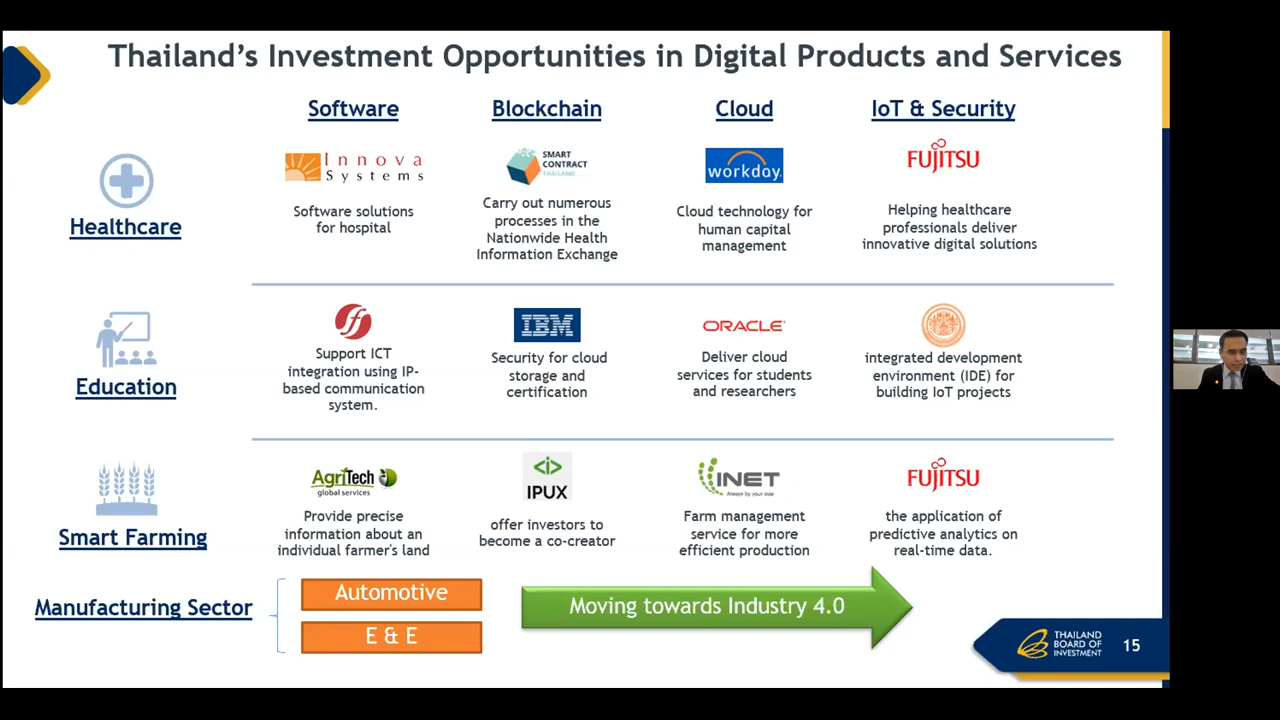 Thailand's Investment Opportunities in Digital Products and Services
Software
Blockchain
Cloud
IoT & Security
Healthcare
Innova
Systems
Software solutions
for hospital
SMART
CONTRACT
THAILAND
Carry out numerous
processes in the
Nationwide Health
Information Exchange
workday.
Cloud technology for
human capital
management
FUJITSU
Helping healthcare
professionals deliver
innovative digital solutions
Education
Support ICT
integration using IP-
based communication
system.
IBM
Security for cloud
storage and
certification
ORACLE
Deliver cloud
services for students
and researchers
integrated development
environment (IDE) for
building IoT projects
Smart Farming
AgriTech
global services
Provide precise
information about an
individual farmer's land
IPUX
offer investors to
become a co-creator
INET
Always by your side
Farm management
service for more
efficient production
FUJITSU
the application of
predictive analytics on
real-time data.
Manufacturing Sector
Automotive
E & E
Moving towards Industry 4.0
THAILAND
BOARD OF
INVESTMENT
15